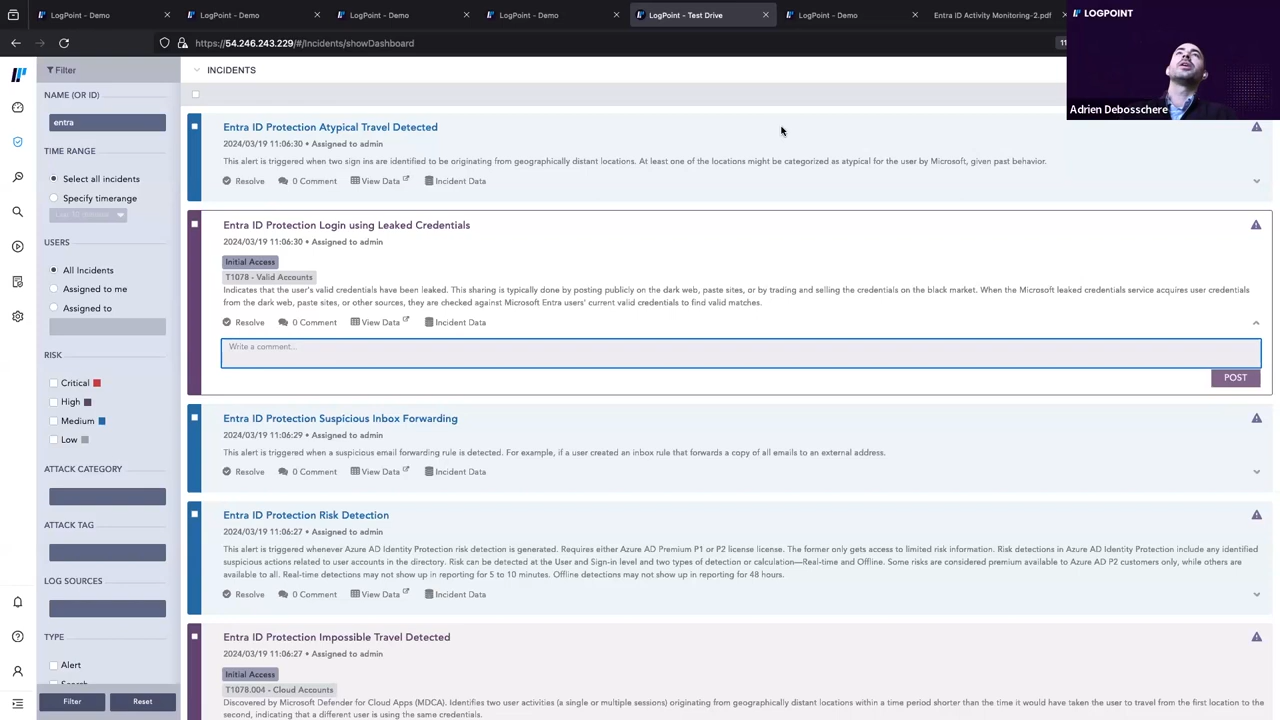 LogPoint - Demo
LogPoint - Demo
LogPoint - Demo
LogPoint - Demo
LogPoint - Test Drive
LogPoint - Demo
Entra ID Activity Monitoring-2.pdf
LOGPOINT
https://54.246.243.229/#/Incidents/showDashboard
Adrien Debosschere
Filter
NAME (OR ID)
entra
TIME RANGE
Select all incidents
Specify timerange
USERS
All Incidents
Assigned to me
Assigned to
RISK
Critical
High
Medium
Low
ATTACK CATEGORY
ATTACK TAG
LOG SOURCES
TYPE
Alert
Filter
Reset
INCIDENTS
Entra ID Protection Atypical Travel Detected
2024/03/19 11:06:30 • Assigned to admin
This alert is triggered when two sign ins are identified to be originating from geographically distant locations. At least one of the locations might be categorized as atypical for the user by Microsoft, given past behavior.
Resolve 0 Comment View Data Incident Data
Entra ID Protection Login using Leaked Credentials
2024/03/19 11:06:30 • Assigned to admin
Initial Access
T1078 - Valid Accounts
Indicates that the user's valid credentials have been leaked. This sharing is typically done by posting publicly on the dark web, paste sites, or by trading and selling the credentials on the black market. When the Microsoft leaked credentials service acquires user credentials
from the dark web, paste sites, or other sources, they are checked against Microsoft Entra users' current valid credentials to find valid matches.
Resolve 0 Comment View Data Incident Data
Write a comment...
POST
Entra ID Protection Suspicious Inbox Forwarding
2024/03/19 11:06:29 • Assigned to admin
This alert is triggered when a suspicious email forwarding rule is detected. For example, if a user created an inbox rule that forwards a copy of all emails to an external address.
Resolve 0 Comment View Data Incident Data
Entra ID Protection Risk Detection
2024/03/19 11:06:27 • Assigned to admin
This alert is triggered whenever Azure AD Identity Protection risk detection is generated. Requires either Azure AD Premium P1 or P2 license license. The former only gets access to limited risk information. Risk detections in Azure AD Identity Protection include any identified
suspicious actions related to user accounts in the directory. Risk can be detected at the User and Sign-in level and two types of detection or calculation—Real-time and Offline. Some risks are considered premium available to Azure AD P2 customers only, while others are
available to all. Real-time detections may not show up in reporting for 5 to 10 minutes. Offline detections may not show up in reporting for 48 hours.
Resolve 0 Comment View Data Incident Data
Entra ID Protection Impossible Travel Detected
2024/03/19 11:06:27 • Assigned to admin
Initial Access
T1078.004 - Cloud Accounts
Discovered by Microsoft Defender for Cloud Apps (MDCA). Identifies two user activities (a single or multiple sessions) originating from geographically distant locations within a time period shorter than the time it would have taken the user to travel from the first location to the
second, indicating that a different user is using the same credentials.